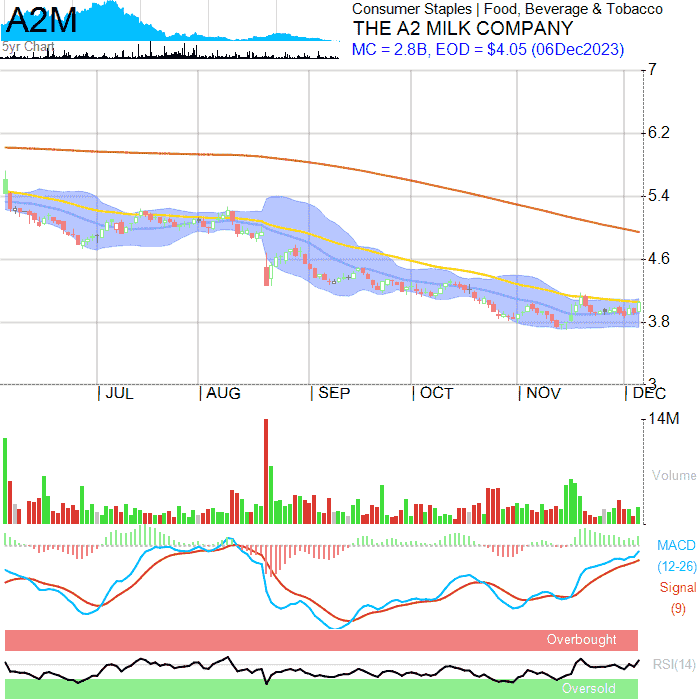 A2M
5yr Chart
Consumer Staples | Food, Beverage & Tobacco
THE A2 MILK COMPANY
MC = 2.8B, EOD = $4.05 (06Dec2023)
7
6.2
5.4
4.6
3.8
3
JUL AUG SEP OCT NOV DEC
14M
Volume
MACD
(12-26)
Signal
(9)
Overbought
RSI(14)
Oversold